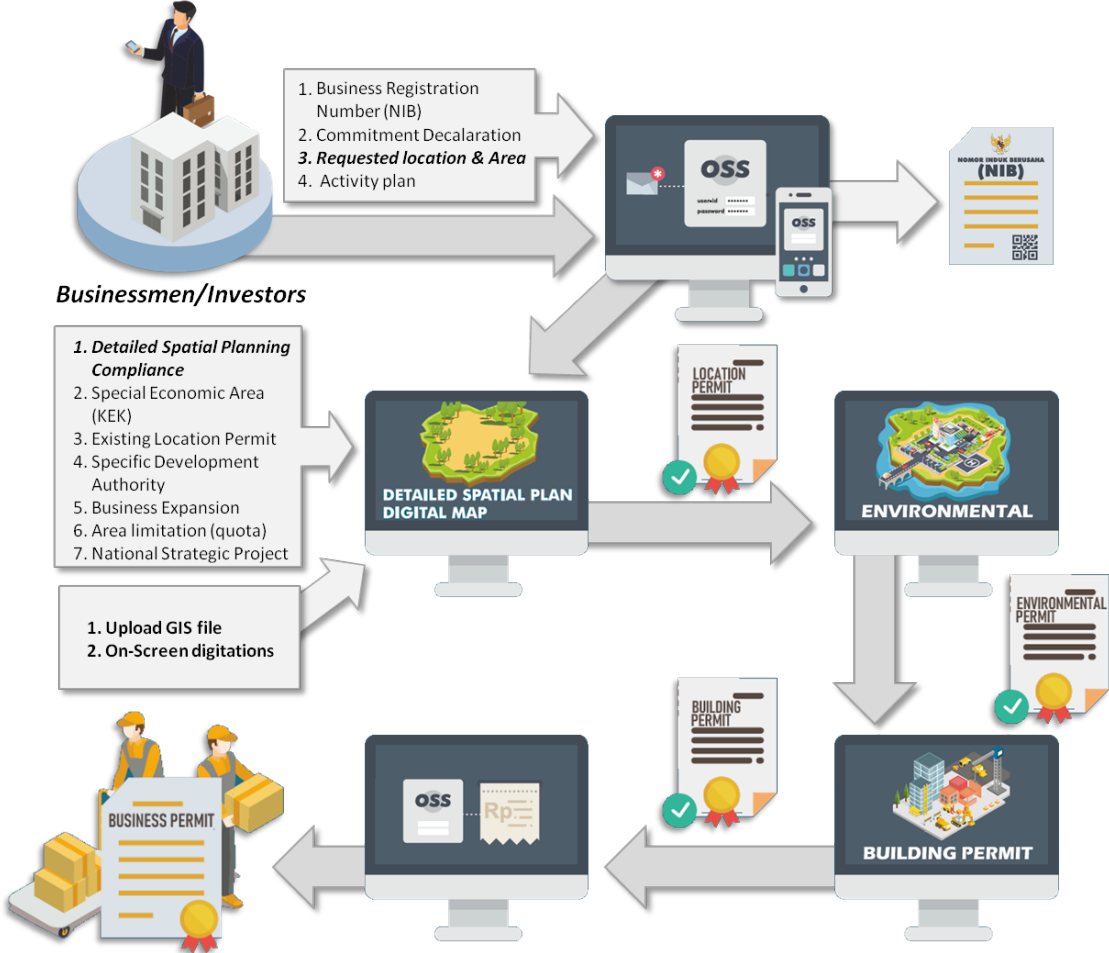 1. Business Registration
Number (NIB)
2. Commitment Decalaration
3. Requested location & Area
4. Activity plan
OSS
userid
password
OSS
NOMOR INDUK BERUSAHA
(NIB)
Businessmen/Investors
1. Detailed Spatial Planning
Compliance
2. Special Economic Area
(KEK)
3. Existing Location Permit
4. Specific Development
Authority
5. Business Expansion
6. Area limitation (quota)
7. National Strategic Project
DETAILED SPATIAL PLAN
DIGITAL MAP
LOCATION
PERMIT
ENVIRONMENTAL
1. Upload GIS file
2. On-Screen digitations
ENVIRONMENTAL
PERMIT
BUILDING
PERMIT
BUILDING PERMIT
OSS
Rp
BUSINESS PERMIT